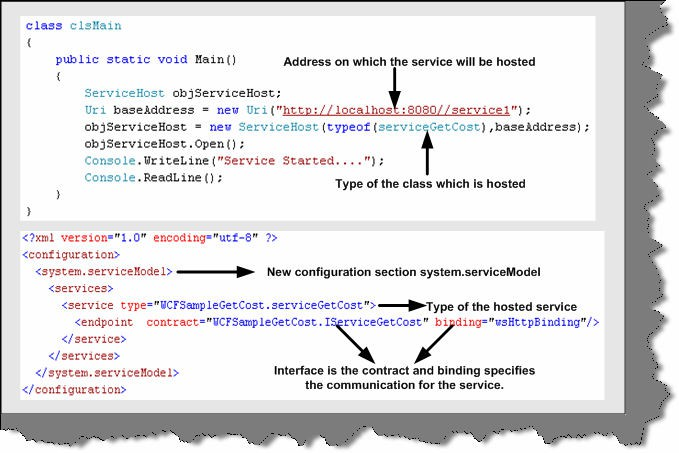 class clsMain
{
public static void Main()
Address on which the service will be hosted
{
ServiceHost objServiceHost;
Uri baseAddress = new Uri("http://localhost:8080//service1");
objServiceHost = new ServiceHost(typeof(serviceGetCost),baseAddress);
objServiceHost.Open();
Console.WriteLine("Service Started....");
Console.ReadLine();
Type of the class which is hosted
}
}
<?xml version="1.0" encoding="utf-8" ?>
<configuration>
<system.serviceModel>
New configuration section system.serviceModel
<services>
<service type="WCFSampleGetCost.serviceGetCost">
Type of the hosted service
<endpoint contract="WCFSampleGetCost.IServiceGetCost" binding="wsHttpBinding"/>
</service>
</services>
</system.serviceModel>
</configuration>
Interface is the contract and binding specifies
the communication for the service.